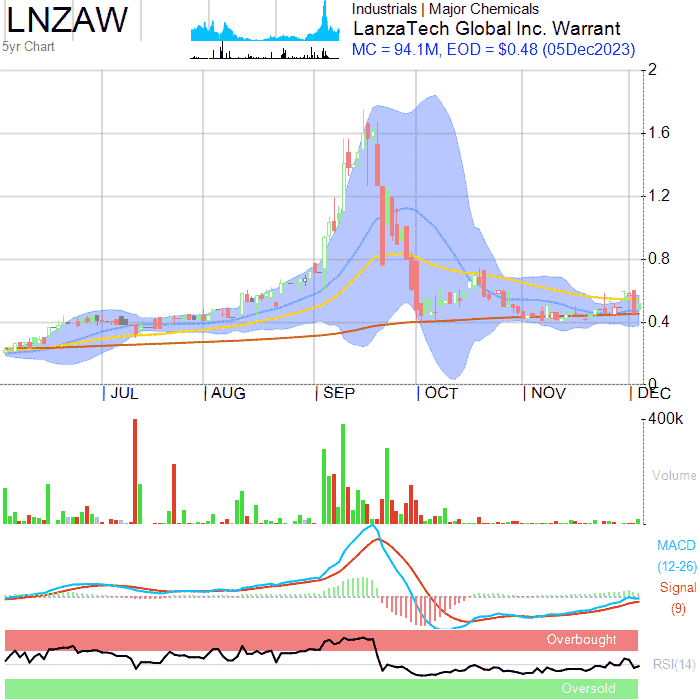 LNZAW
5yr Chart
Industrials | Major Chemicals
LanzaTech Global Inc. Warrant
MC = 94.1M, EOD = $0.48 (05Dec2023)
2
1.6
1.2
0.8
0.4
0
JUL
AUG
SEP
OCT
NOV
DEC
400k
Volume
MACD
(12-26)
Signal
(9)
Overbought
RSI(14)
Oversold